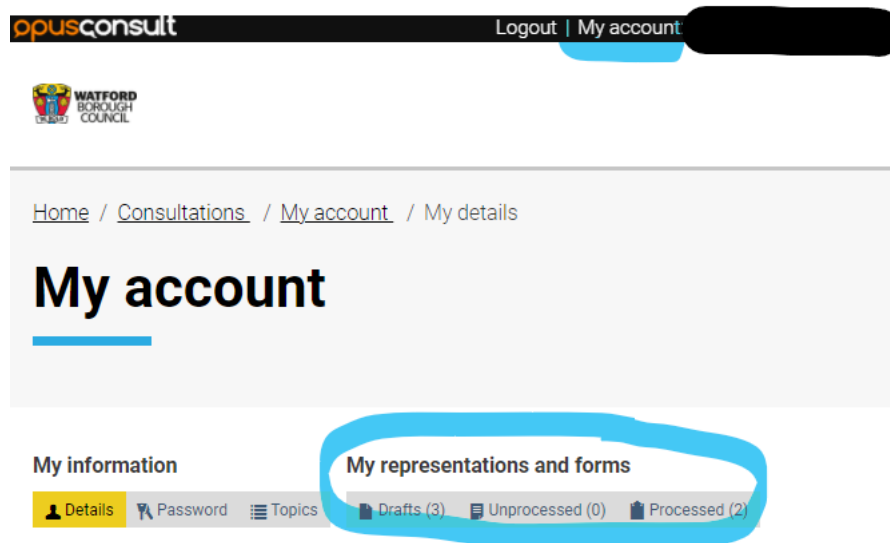 opusconsult
Logout | My account:
WATFORD
BOROUGH
COUNCIL
Home / Consultations / My account / My details
My account
My information
My representations and forms
Details Password Topics Drafts (3) Unprocessed (0) Processed (2)